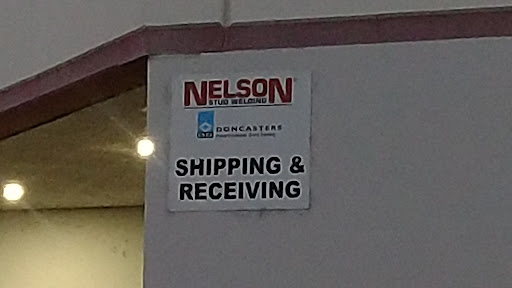 NELSON
STUD WELDING
DONCASTERS
SHIPPING &
RECEIVING